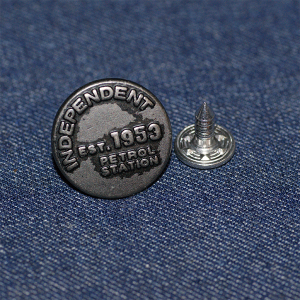 INDEPENDENT
EST. 1953
PETROL
STATION